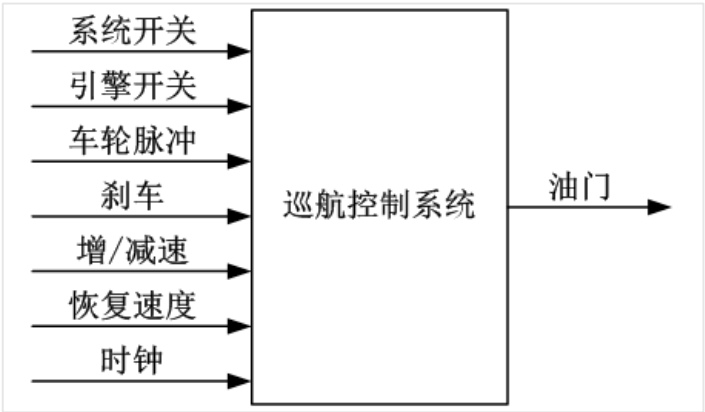 系统开关
引擎开关
车轮脉冲
刹车
增/减速
恢复速度
时钟
巡航控制系统
油门